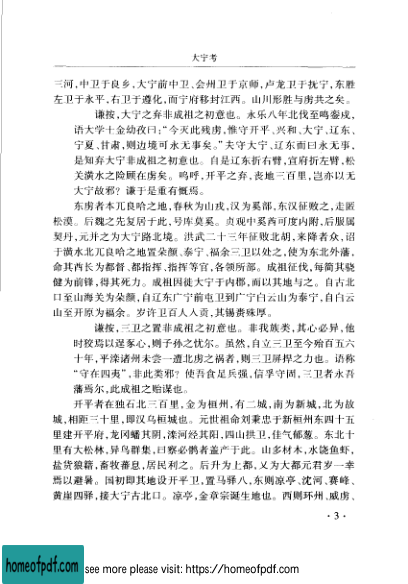 大宁考
三河，中卫于良乡，大宁前中卫、会州卫于京师，卢龙卫于抚宁，东胜
左卫于永平，右卫于遵化，而宁府移封江西。山川形胜与虏共之矣。
谦按，大宁之弃非成祖之初意也。永乐八年北伐至鸣銮戍，
语大学士金幼孜曰：“今灭此残虏，惟守开平、兴和、大宁、辽东、
宁夏、甘肃，则边境可永无事矣。”夫守大宁、辽东而曰永无事，
是知弃大宁非成祖之初意也。自是辽东折右臂，宣府折左臂，松
关潢水之险顾在虏矣。呜呼，开平之弃，丧地三百里，岂亦以无
大宁故邪？谦于是重有慨焉。
东虏者本兀良哈之地，春秋为山戎，汉为奚部，东汉征败之，走匿
松漠。后魏之先复居于此，号库莫奚。贞观中奚酋可度内附，后服属
契丹，元并之为大宁路北境。洪武二十三年征败北胡，来降者众，诏
于潢水北兀良哈之地置朵颜、泰宁、福余三卫以处之，使为东北外藩，
命其酋长为都督、都指挥、指挥等官，各领所部。成祖征伐，每简其骁
健为前锋，得其死力。成祖因徙大宁于内郡，而以其地与之。自古北
口至山海关为朵颜，自辽东广宁前屯卫到广宁白云山为泰宁，自白云
山至开原为福余。岁许卫百人入贡，其锡赉殊厚。
谦按，三卫之置非成祖之初意也。非我族类，其心必异，他
时狡焉以逞豕心，则子孙之忧尔。虽然，自立三卫至今殆百五六
十年，平滦诸州未尝一遭北虏之祸者，则三卫屏捍之力也。语称
“守在四夷”，非此类邪？使吾食足兵强，信孚守固，三卫者永吾
藩焉尔，此成祖之贻谋也。
开平者在独石北三百里，金为桓州，有二城，南为新城，北为故
城，相距三十里，即汉乌桓城也。元世祖命刘秉忠于新桓州东四十五
里建开平府，龙冈蟠其阴，滦河经其阳，四山拱卫，佳气郁葱。东北十
里有大松林，异鸟群集，曰察必鹘者盖产于此。山多材木，水饶鱼虾，
盐货狼籍，畜牧蕃息，居民利之。后升为上都，又为大都元君岁一幸
焉以避暑。国初即其地设开平卫，置马驿八，东则凉亭、沈河、赛峰、
黄崖四驿，接大宁古北口。凉亭，金章宗诞生地也。西则环州、威虏、
·3·
homeofpdf.com
see more please visit: https://homeofpdf.com